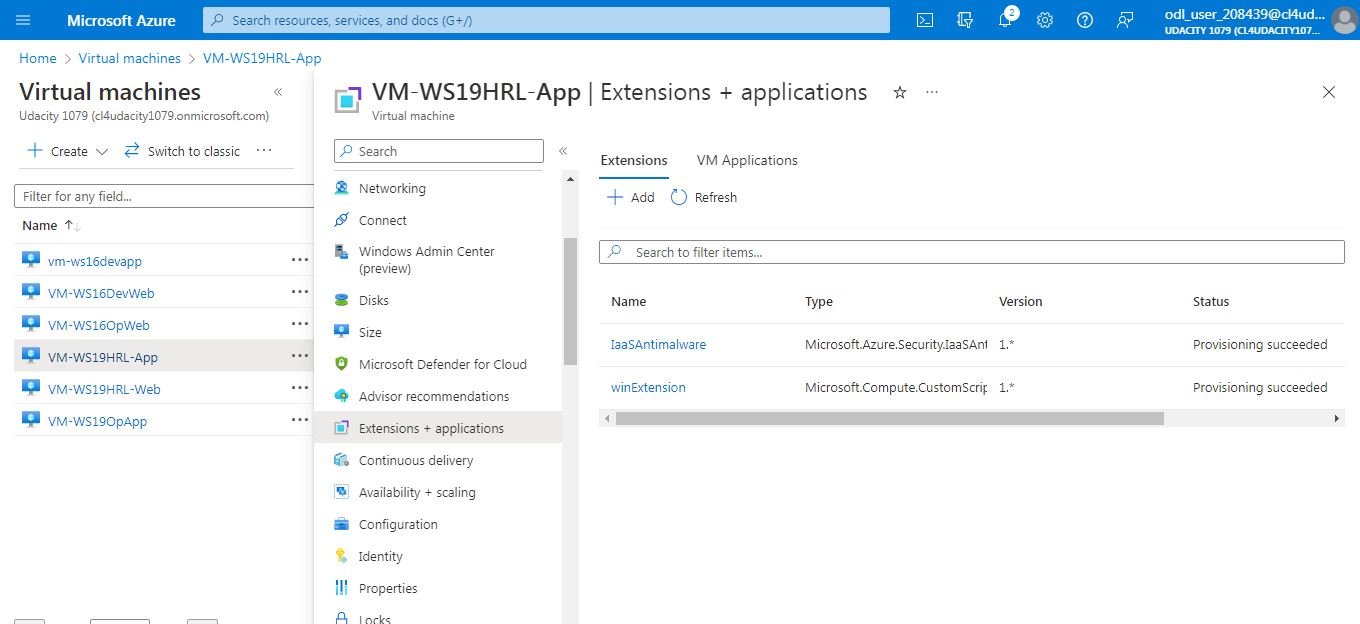 Microsoft Azure
Search resources, services, and docs (G+/)
2
odl_user_208439@cl4ud...
UDACITY 1079 (CL4UDACITY107...
Home > Virtual machines > VM-WS19HRL-App
Virtual machines
Udacity 1079 (cl4udacity1079.onmicrosoft.com)
Create
Switch to classic
Filter for any field...
Name
vm-ws16devapp
VM-WS16DevWeb
VM-WS16OpWeb
VM-WS19HRL-App
VM-WS19HRL-Web
VM-WS19OpApp
VM-WS19HRL-App | Extensions + applications
Virtual machine
Search
Networking
Connect
Windows Admin Center
(preview)
Disks
Size
Microsoft Defender for Cloud
Advisor recommendations
Extensions + applications
Continuous delivery
Availability + scaling
Configuration
Identity
Properties
Locks
Extensions VM Applications
Add Refresh
Search to filter items...
Name Type Version Status
IaaSAntimalware Microsoft.Azure.Security.IaaSAnt 1.* Provisioning succeeded
winExtension Microsoft.Compute.CustomScrip 1.* Provisioning succeeded